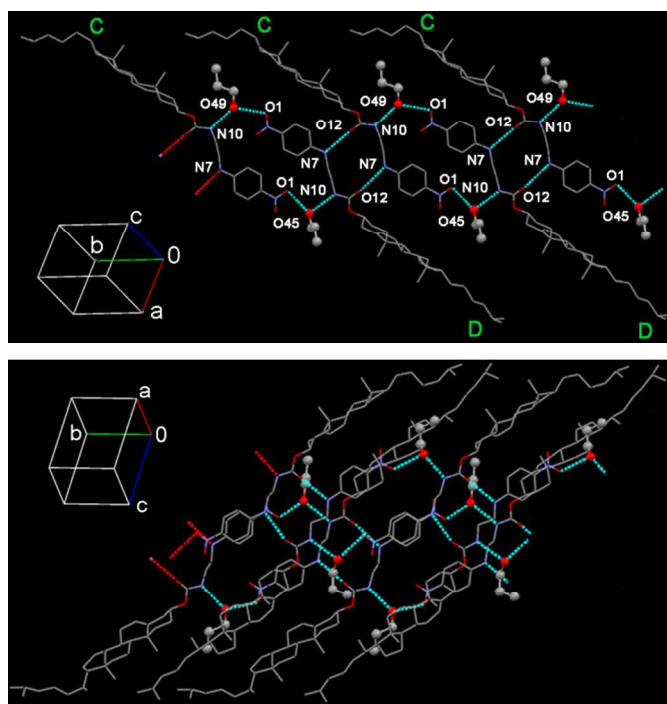 C C C
O49 O1 O49 O1 O49
N10 O12 N10 O12 N10
N7 N7 N7 N7
O1 N10 O12 O1 N10 O12 O1
O45 O45 O45
D D
c
b 0
a
a
b 0
c